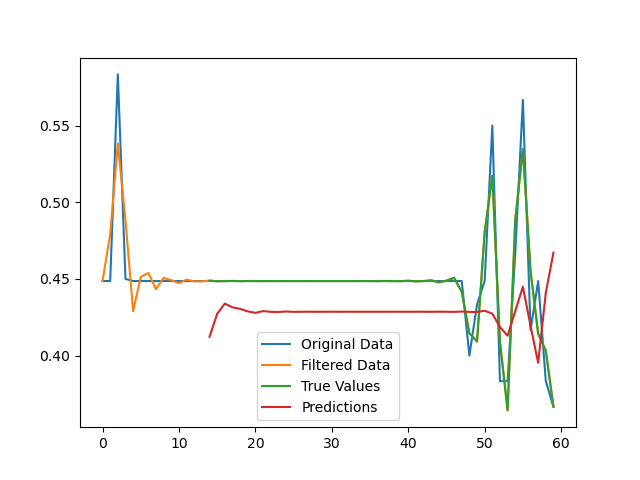 0.55
0.50
0.45
0.40
Original Data
Filtered Data
True Values
Predictions
0 10 20 30 40 50 60